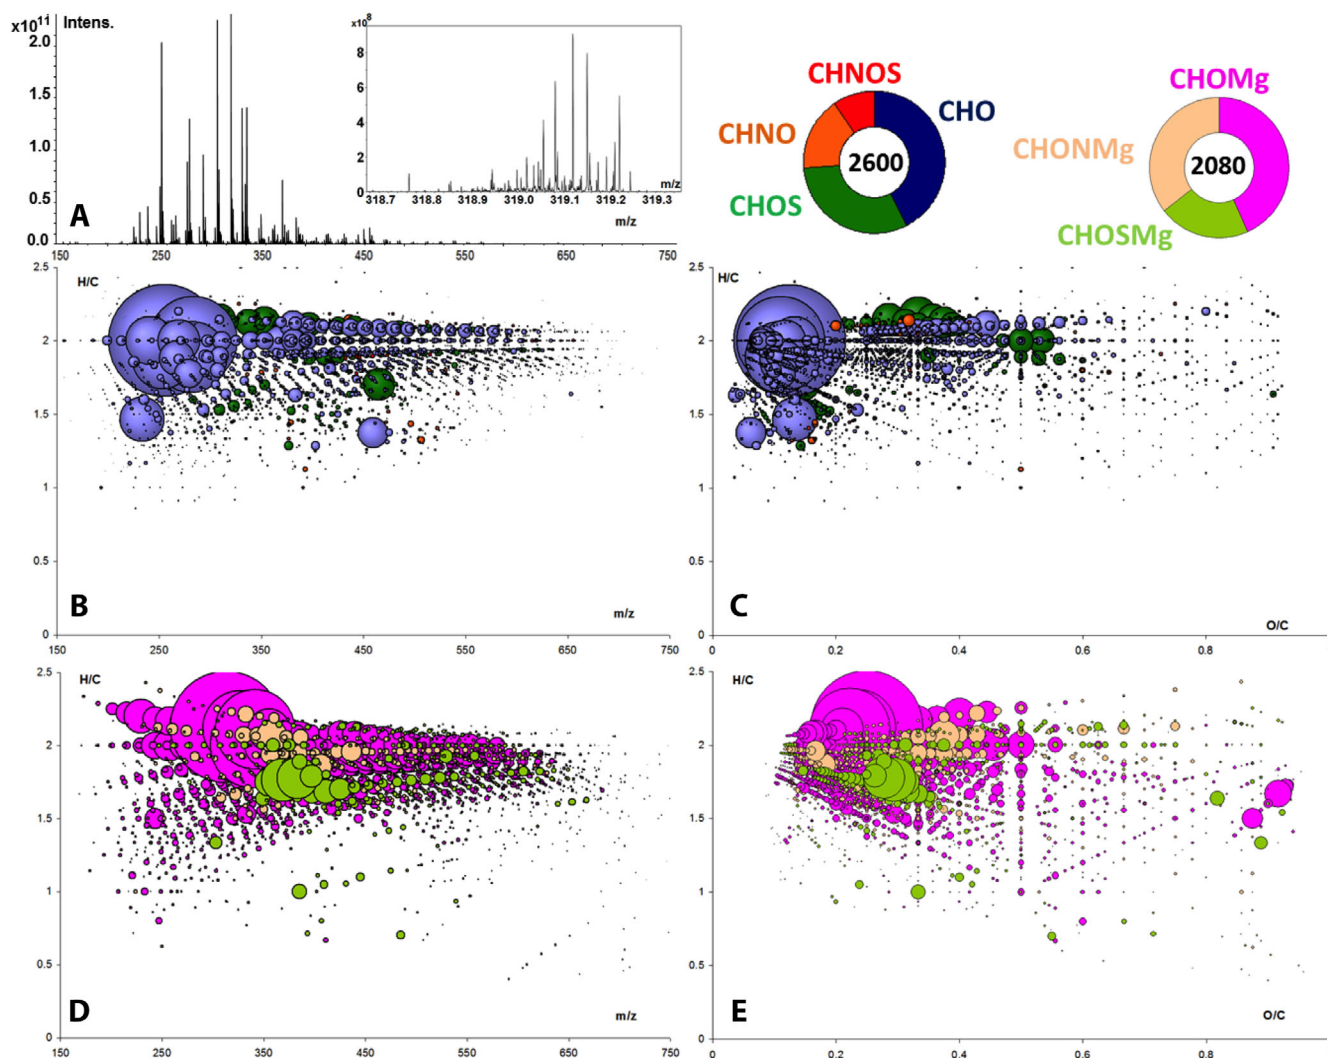 x10¹¹
Intens.
2.0
1.5
1.0
0.5
0.0
A
150 250 350 450 550 650 750
m/z
x10⁸
8
6
4
2
0
318.7 318.8 318.9 319.0 319.1 319.2 319.3
m/z
CHNOS
CHO
CHNO
CHOS
2600
CHOMg
CHONMg
CHOSMg
2080
2.5
H/C
2
1.5
1
0.5
0
B
m/z
150 250 350 450 550 650 750
2.5
H/C
2
1.5
1
0.5
0
C
O/C
0 0.2 0.4 0.6 0.8 1
2.5
H/C
2
1.5
1
0.5
0
D
m/z
150 250 350 450 550 650 750
2.5
H/C
2
1.5
1
0.5
0
E
O/C
0 0.2 0.4 0.6 0.8